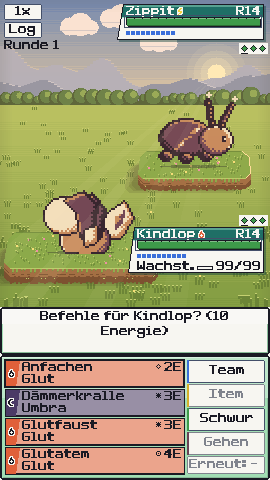 1x
Zippit R14
Log
Runde 1
Kindlop R14
Wachst. 99/99
Befehle für Kindlop? (10
Energie)
Anfachen 2E
Glut
Dämmerkralle 3E
Umbra
Glutfaust 3E
Glut
Glutatem 4E
Glut
Team
Item
Schwur
Gehen
Erneut:-